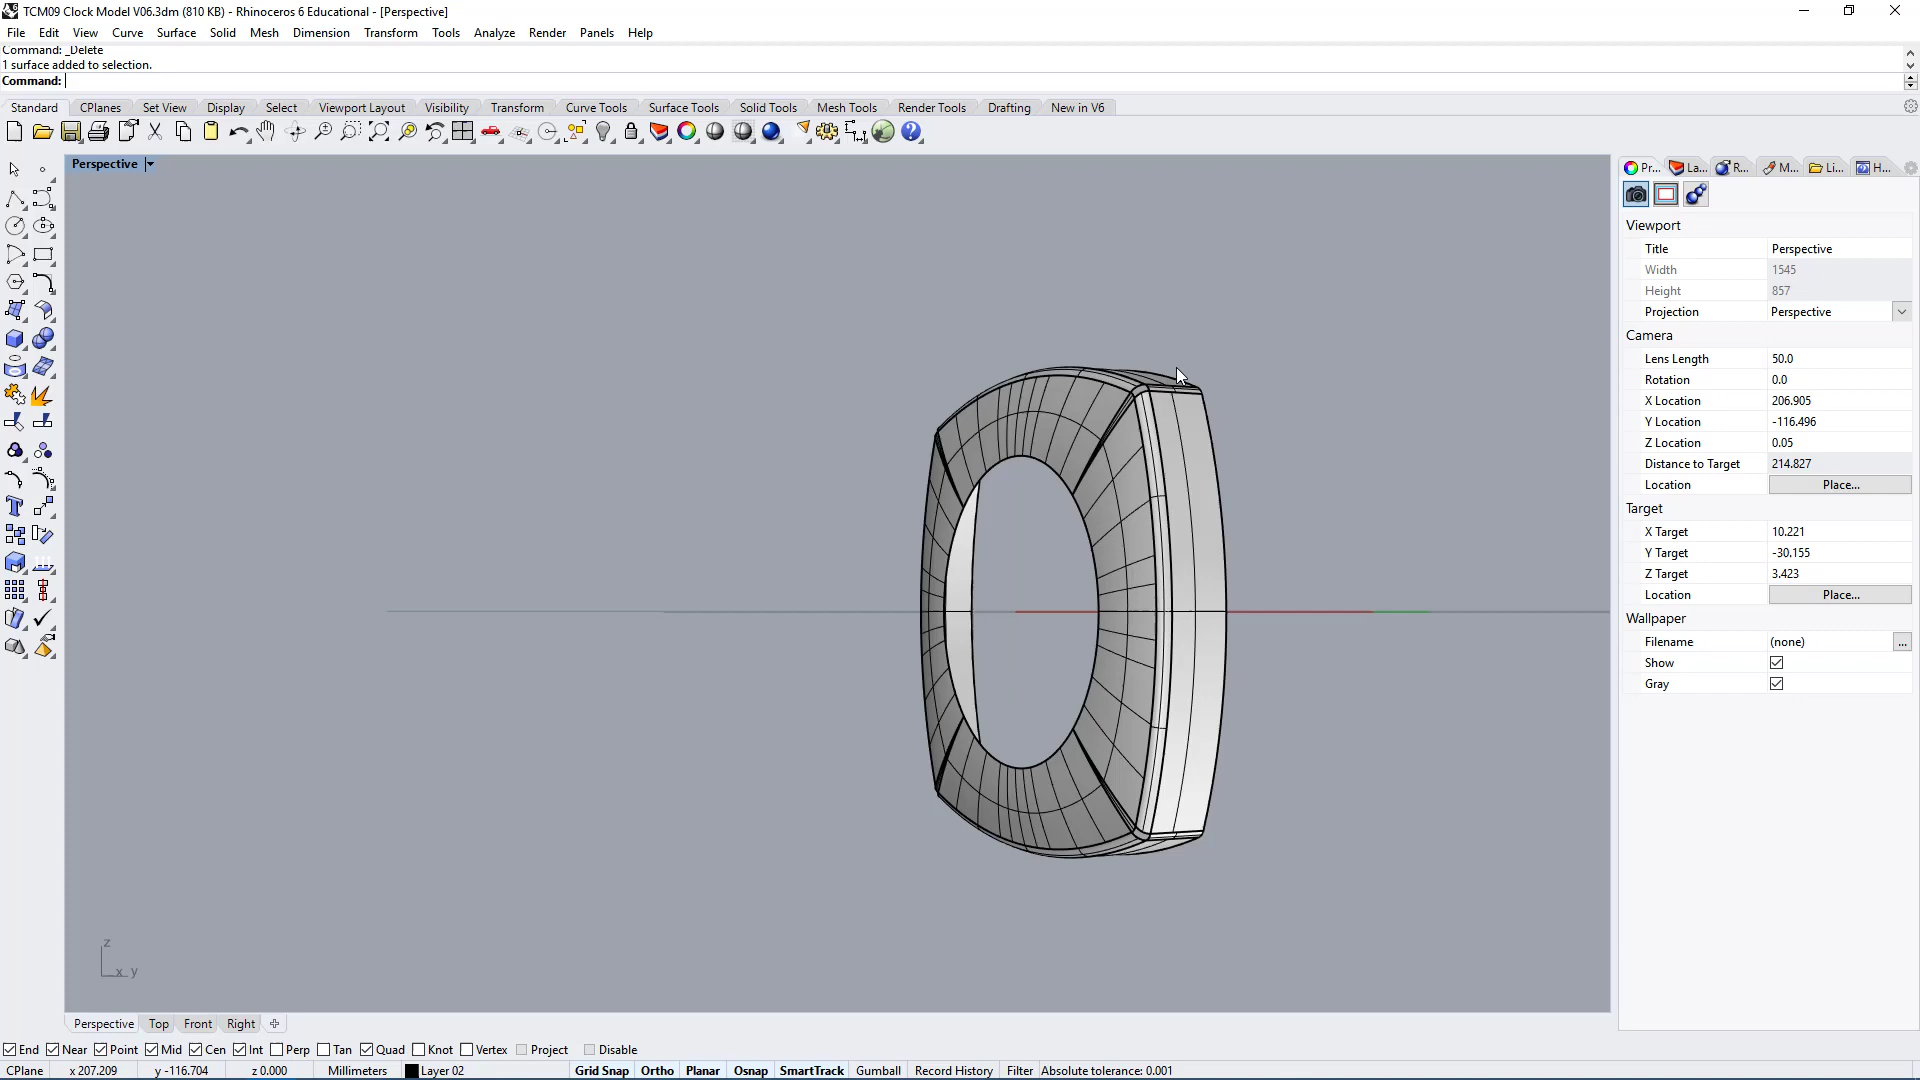 TCM09 Clock Model V06.3dm (810 KB) - Rhinoceros 6 Educational - [Perspective]
File Edit View Curve Surface Solid Mesh Dimension Transform Tools Analyze Render Panels Help
Command: _Delete
1 surface added to selection.
Command:
Standard CPlanes Set View Display Select Viewport Layout Visibility Transform Curve Tools Surface Tools Solid Tools Mesh Tools Render Tools Drafting New in V6
Perspective
Pr... La... R... M... Li... H...
Viewport
Title Perspective
Width 1545
Height 857
Projection Perspective
Camera
Lens Length 50.0
Rotation 0.0
X Location 206.905
Y Location -116.496
Z Location 0.05
Distance to Target 214.827
Location Place...
Target
X Target 10.221
Y Target -30.155
Z Target 3.423
Location Place...
Wallpaper
Filename (none) ...
Show
Gray
z
x y
Perspective Top Front Right
End Near Point Mid Cen Int Perp Tan Quad Knot Vertex Project Disable
CPlane x 207.209 y -116.704 z 0.000 Millimeters Layer 02 Grid Snap Ortho Planar Osnap SmartTrack Gumball Record History Filter Absolute tolerance: 0.001